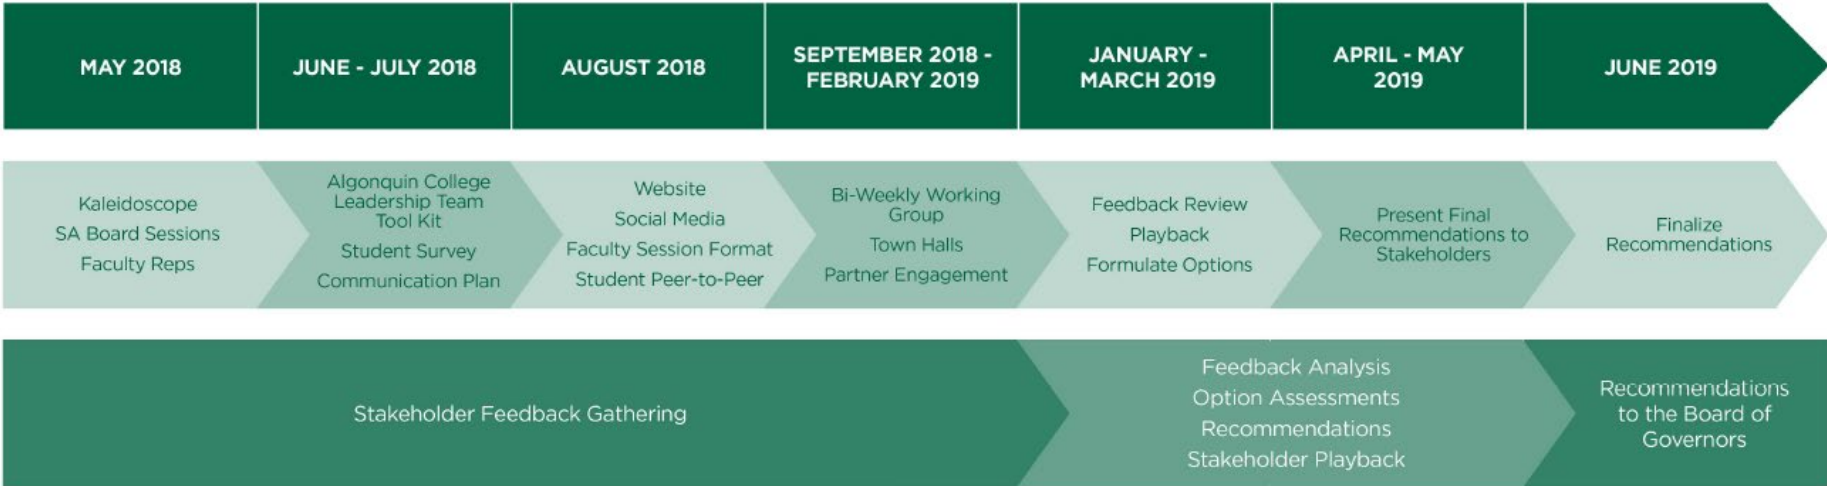 MAY 2018
JUNE - JULY 2018
AUGUST 2018
SEPTEMBER 2018 -
FEBRUARY 2019
JANUARY -
MARCH 2019
APRIL - MAY
2019
JUNE 2019
Kaleidoscope
SA Board Sessions
Faculty Reps
Algonquin College
Leadership Team
Tool Kit
Student Survey
Communication Plan
Website
Social Media
Faculty Session Format
Student Peer-to-Peer
Bi-Weekly Working
Group
Town Halls
Partner Engagement
Feedback Review
Playback
Formulate Options
Present Final
Recommendations to
Stakeholders
Finalize
Recommendations
Stakeholder Feedback Gathering
Feedback Analysis
Option Assessments
Recommendations
Stakeholder Playback
Recommendations
to the Board of
Governors